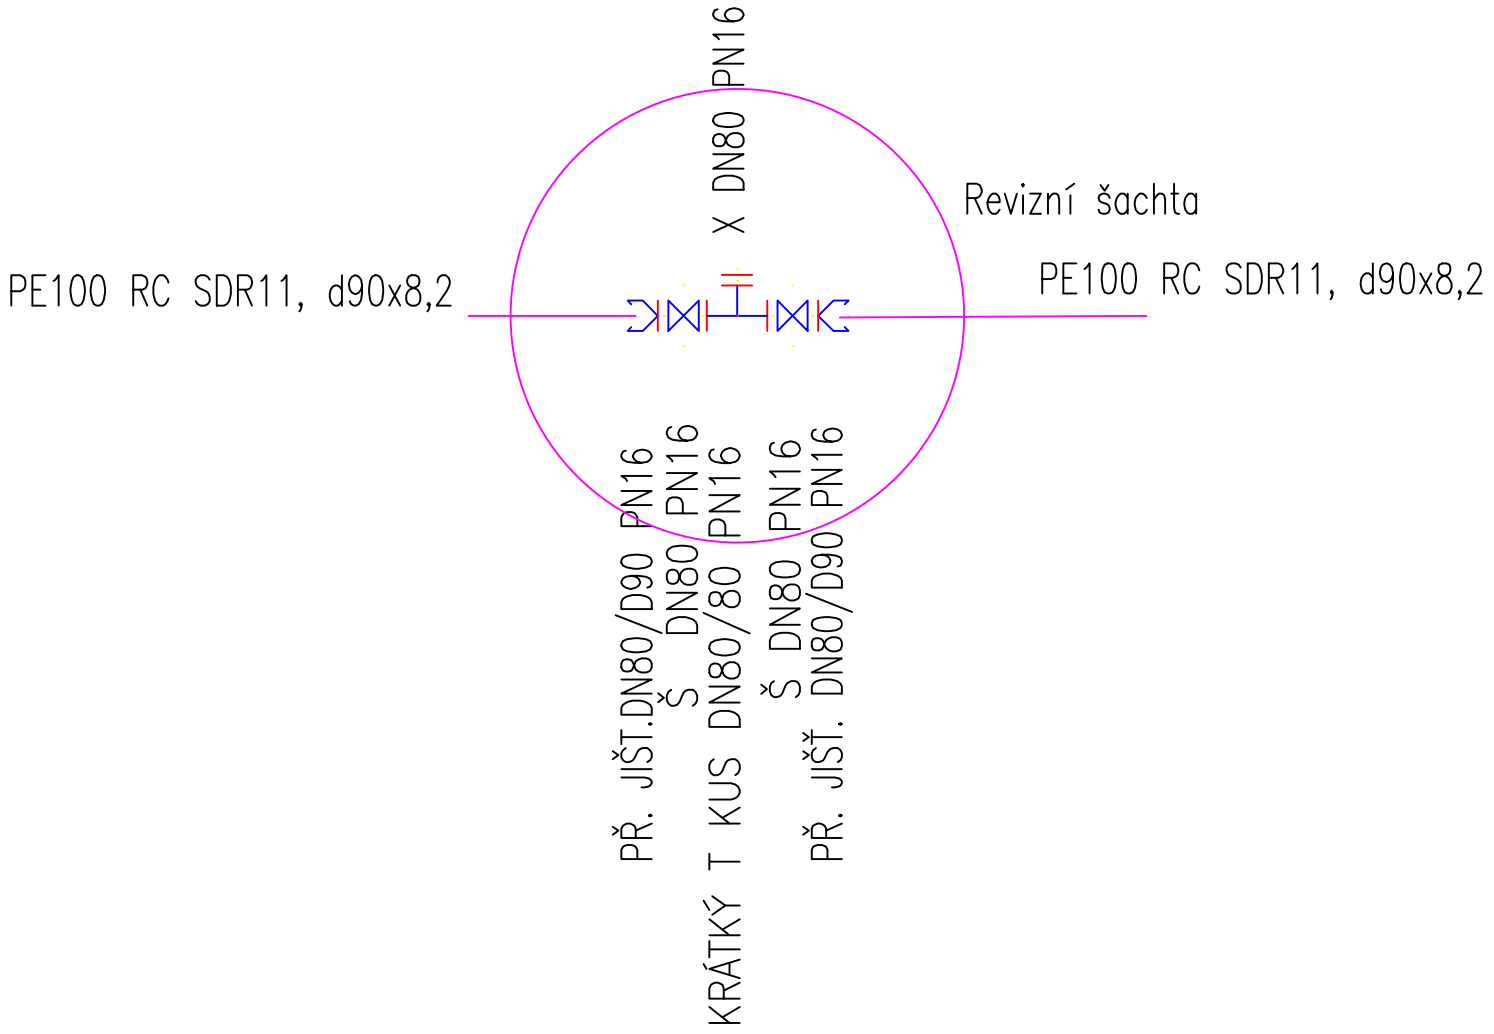 X DN80 PN16
Revizní šachta
PE100 RC SDR11, d90x8,2
PE100 RC SDR11, d90x8,2
PŘ. JIŠŤ.DN80/D90 PN16
Š DN80 PN16
KRÁTKÝ T KUS DN80/80 PN16
Š DN80 PN16
PŘ. JIŠŤ. DN80/D90 PN16